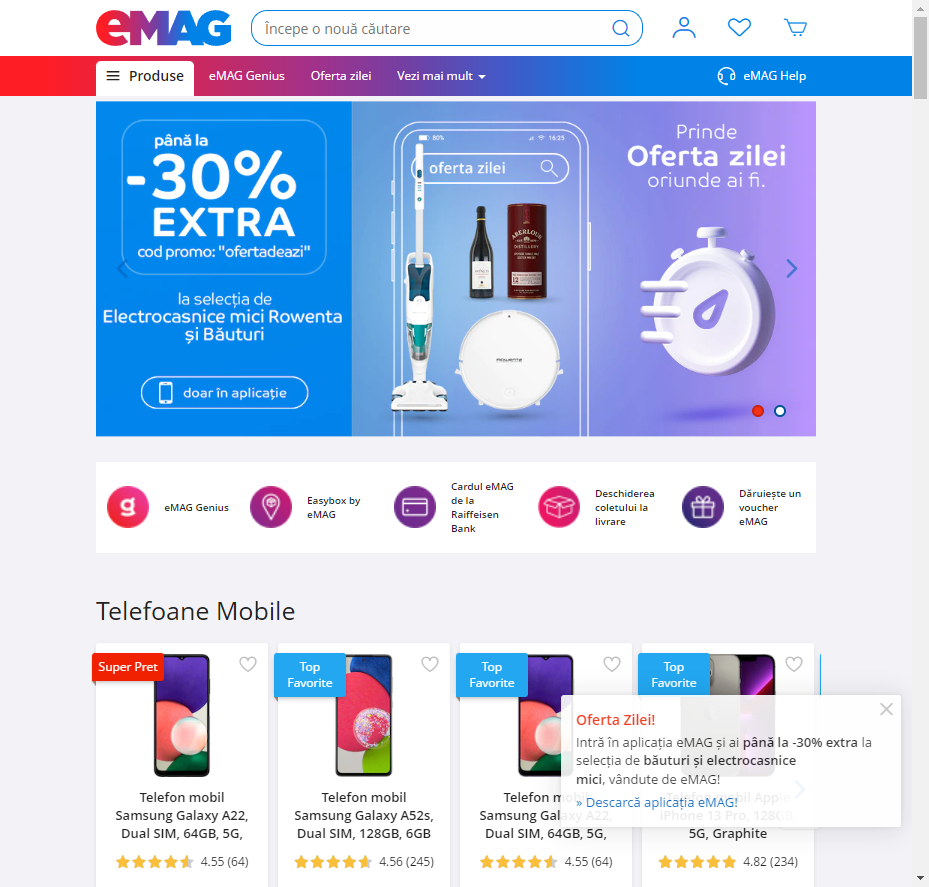 eMAG
Începe o nouă căutare
Produse
eMAG Genius
Oferta zilei
Vezi mai mult
eMAG Help
până la
-30%
EXTRA
cod promo: "ofertadeazi"
la selecția de
Electrocasnice mici Rowenta
și Băuturi
doar în aplicație
80%
16:25
oferta zilei
ABERLOUR
12
ROWENTA
Prinde
Oferta zilei
oriunde ai fi.
g
eMAG Genius
Easybox by
eMAG
Cardul eMAG
de la
Raiffeisen
Bank
Deschiderea
coletului la
livrare
Dăruiește un
voucher
eMAG
Telefoane Mobile
Super Pret
Telefon mobil
Samsung Galaxy A22,
Dual SIM, 64GB, 5G,
4.55 (64)
Top
Favorite
Telefon mobil
Samsung Galaxy A52s,
Dual SIM, 128GB, 6GB
4.56 (245)
Top
Favorite
Telefon mobil
Samsung Galaxy A22,
Dual SIM, 64GB, 5G,
4.55 (64)
Top
Favorite
Telefon mobil Apple
iPhone 13 Pro, 128GB,
5G, Graphite
4.82 (234)
Oferta Zilei!
Intră în aplicația eMAG și ai până la -30% extra la
selecția de băuturi și electrocasnice
mici, vândute de eMAG!
» Descarcă aplicația eMAG!